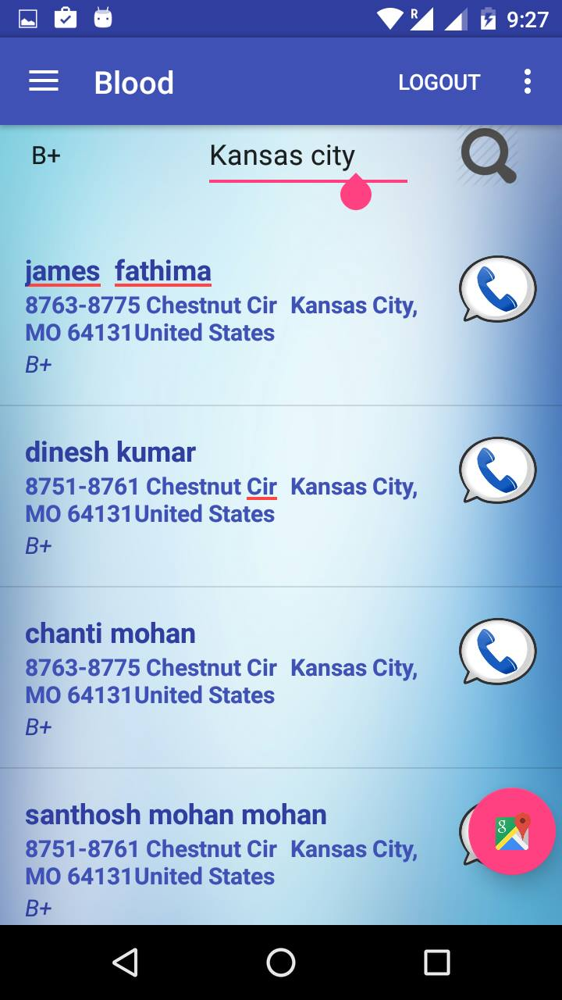 R 9:27
Blood LOGOUT
B+ Kansas city
james fathima
8763-8775 Chestnut Cir Kansas City,
MO 64131United States
B+
dinesh kumar
8751-8761 Chestnut Cir Kansas City,
MO 64131United States
B+
chanti mohan
8763-8775 Chestnut Cir Kansas City,
MO 64131United States
B+
santhosh mohan mohan
8751-8761 Chestnut Cir Kansas City,
MO 64131United States
B+
g